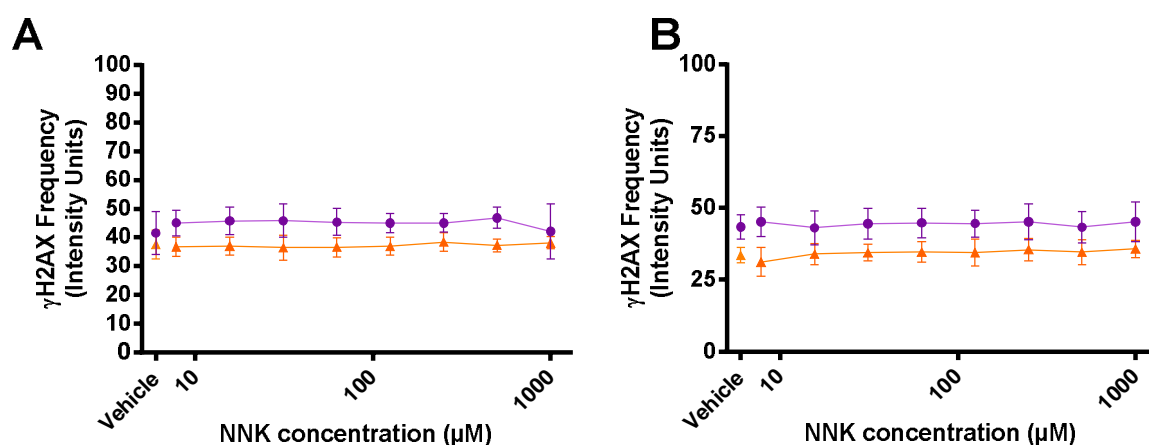 A
γH2AX Frequency
(Intensity Units)
100
90
80
70
60
50
40
30
20
10
0
Vehicle
10
100
1000
NNK concentration (µM)
B
γH2AX Frequency
(Intensity Units)
100
75
50
25
0
Vehicle
10
100
1000
NNK concentration (µM)